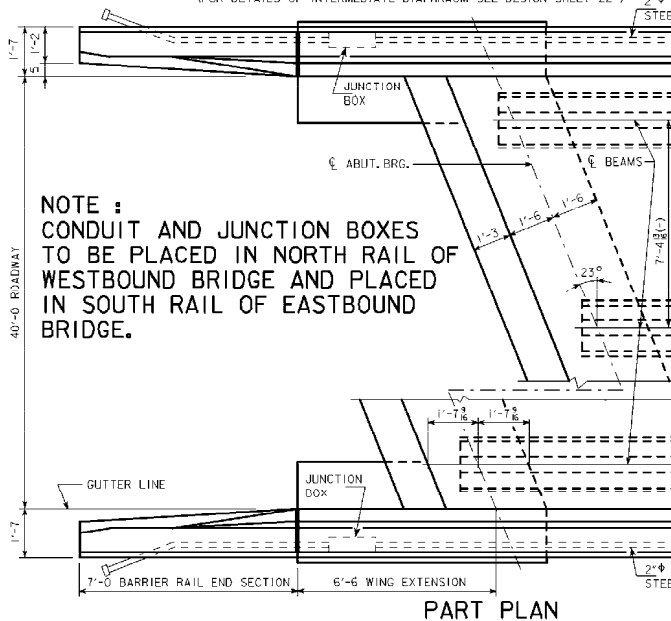 (FOR DETAILS OF INTERMEDIATE DIAPHRAGM SEE DESIGN SHEET 22 )
2"Φ
STEE
1'-7
1'-2
5
JUNCTION
BOX
℄ ABUT. BRG.
℄ BEAMS
1'-3
1'-6
1'-6
23°
NOTE :
CONDUIT AND JUNCTION BOXES
TO BE PLACED IN NORTH RAIL OF
WESTBOUND BRIDGE AND PLACED
IN SOUTH RAIL OF EASTBOUND
BRIDGE.
40'-0 ROADWAY
1'-7 9/16
1'-7 9/16
GUTTER LINE
JUNCTION
BOX
1'-7
7'-0 BARRIER RAIL END SECTION
6'-6 WING EXTENSION
2"Φ
STEE
PART PLAN